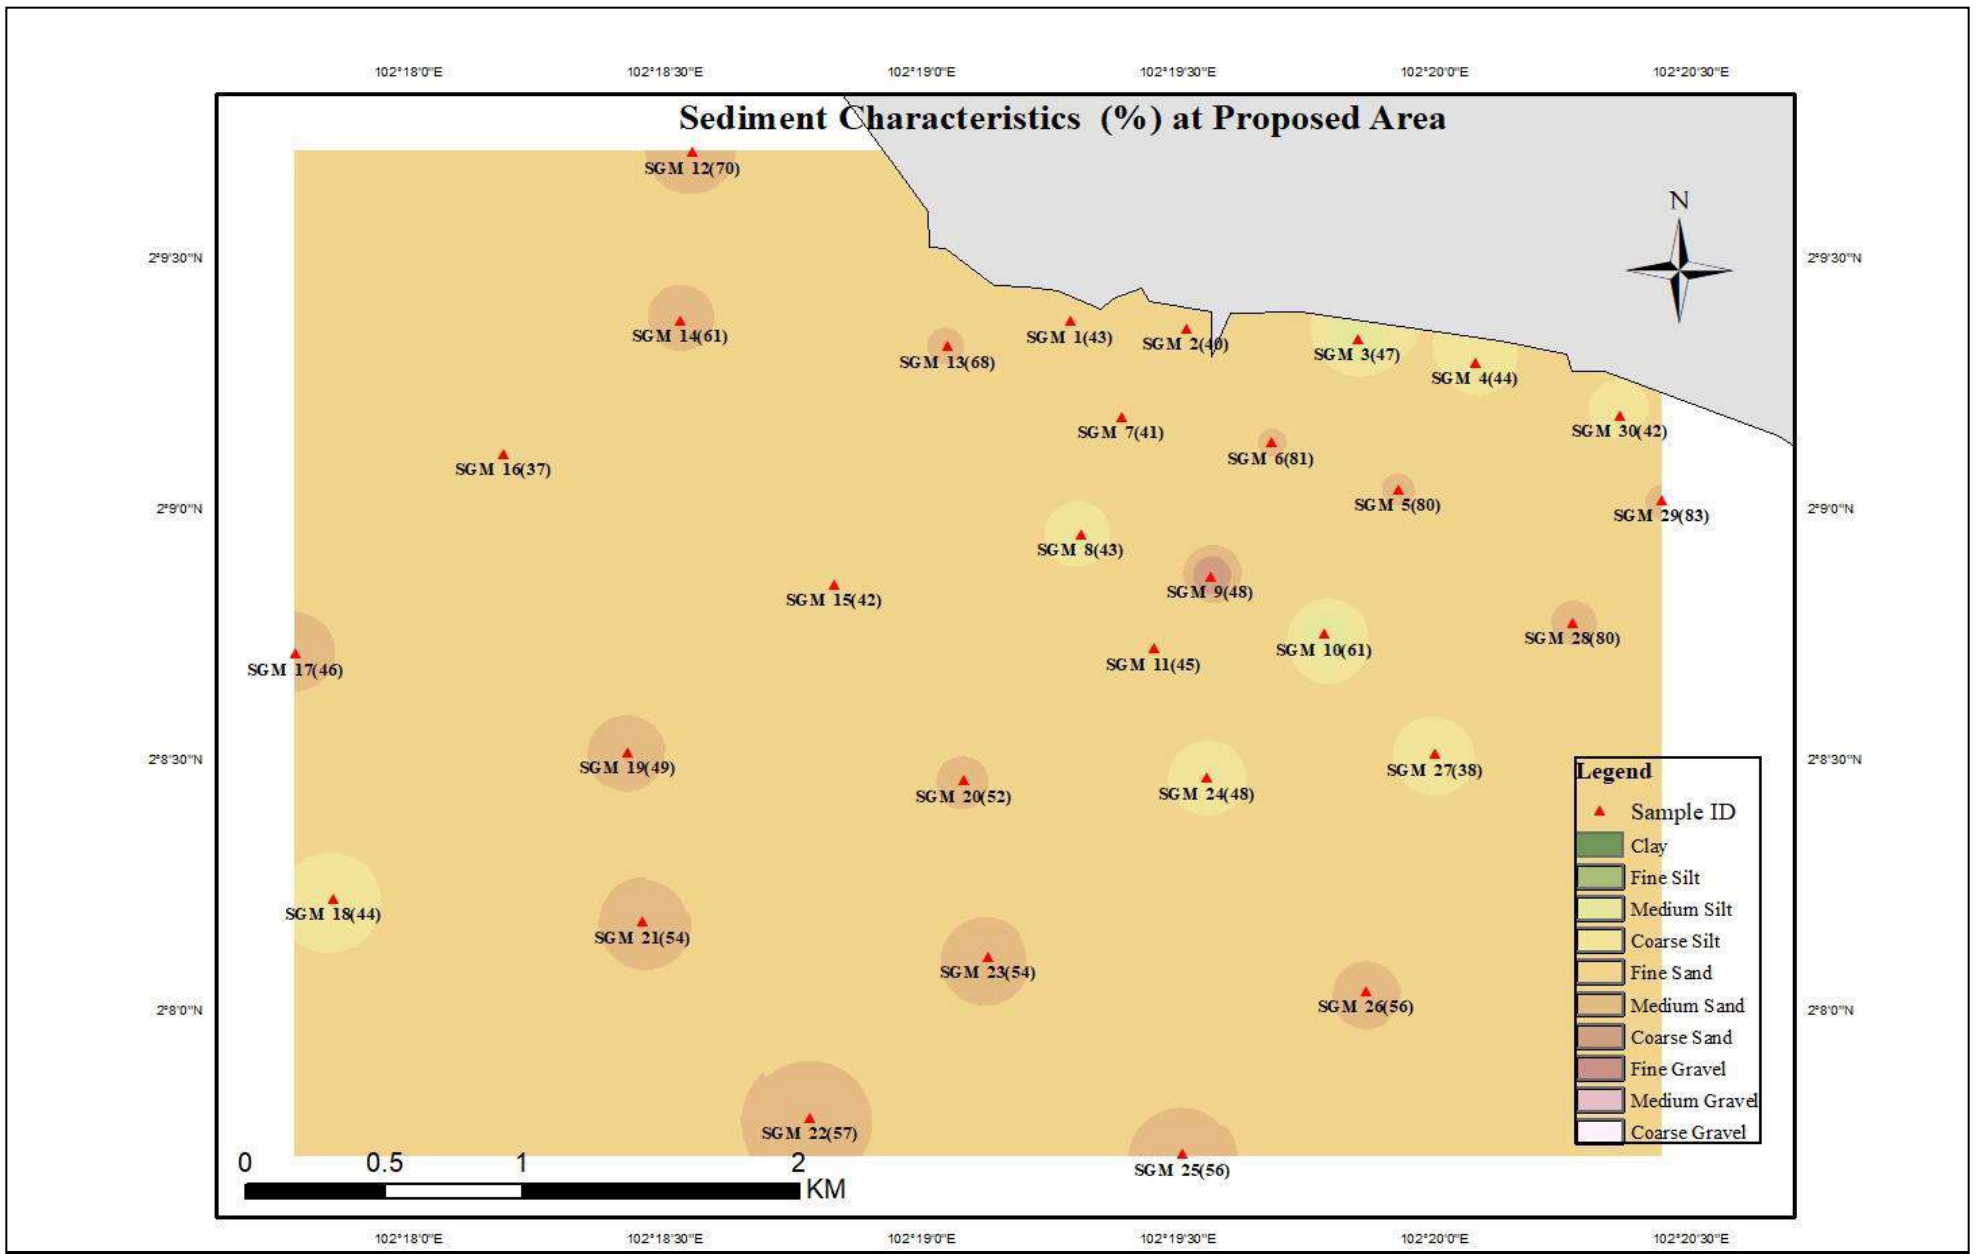 102°18'0"E 102°18'30"E 102°19'0"E 102°19'30"E 102°20'0"E 102°20'30"E
Sediment Characteristics (%) at Proposed Area
SGM 12(70)
N
2°9'30"N 2°9'30"N
SGM 14(61)
SGM 13(68)
SGM 1(43)
SGM 2(40)
SGM 3(47)
SGM 4(44)
SGM 30(42)
SGM 7(41)
SGM 6(81)
SGM 16(37)
SGM 5(80)
SGM 29(83)
2°9'0"N 2°9'0"N
SGM 8(43)
SGM 9(48)
SGM 15(42)
SGM 28(80)
SGM 10(61)
SGM 11(45)
SGM 17(46)
2°8'30"N 2°8'30"N
SGM 19(49)
SGM 27(38)
SGM 24(48)
SGM 20(52)
SGM 18(44)
SGM 21(54)
SGM 23(54)
SGM 26(56)
2°8'0"N 2°8'0"N
SGM 22(57)
SGM 25(56)
Legend
Sample ID
Clay
Fine Silt
Medium Silt
Coarse Silt
Fine Sand
Medium Sand
Coarse Sand
Fine Gravel
Medium Gravel
Coarse Gravel
0 0.5 1 2
KM
102°18'0"E 102°18'30"E 102°19'0"E 102°19'30"E 102°20'0"E 102°20'30"E